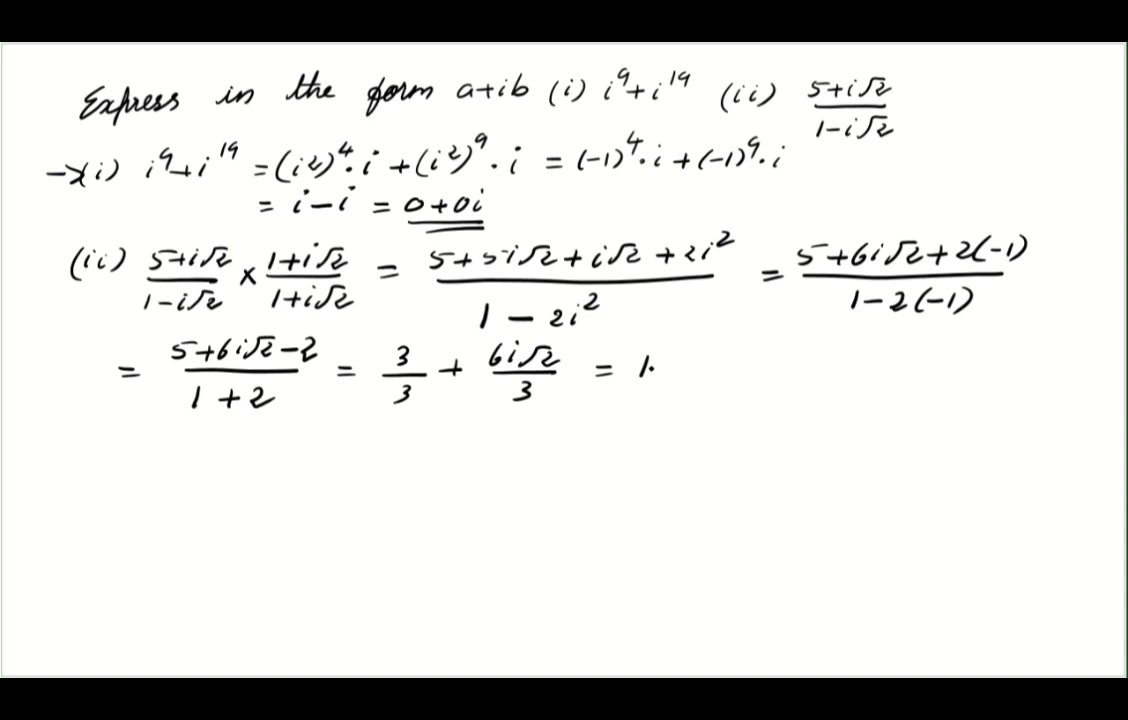 Express in the form a+ib (i) i⁹+i¹⁹ (ii) (5+i√2)/(1-i√2)
→(i) i⁹+i¹⁹ = (i²)⁴·i + (i²)⁹·i = (-1)⁴·i + (-1)⁹·i
= i-i = 0+0i
(ii) (5+i√2)/(1-i√2) × (1+i√2)/(1+i√2) = (5+5i√2+i√2+2i²)/(1-2i²) = (5+6i√2+2(-1))/(1-2(-1))
= (5+6i√2-2)/(1+2) = 3/3 + 6i√2/3 = 1